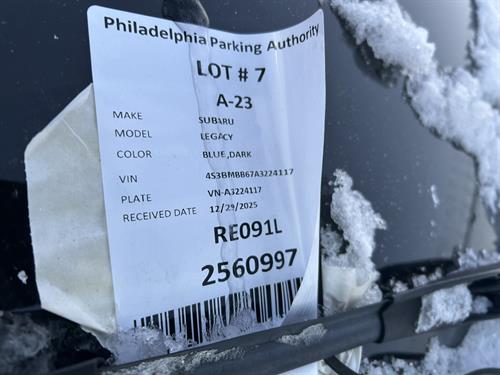 Philadelphia Parking Authority
LOT # 7
A-23
MAKE SUBARU
MODEL LEGACY
COLOR BLUE,DARK
VIN 4S3BMBB67A3224117
PLATE VN-A3224117
RECEIVED DATE 12/29/2025
RE091L
2560997